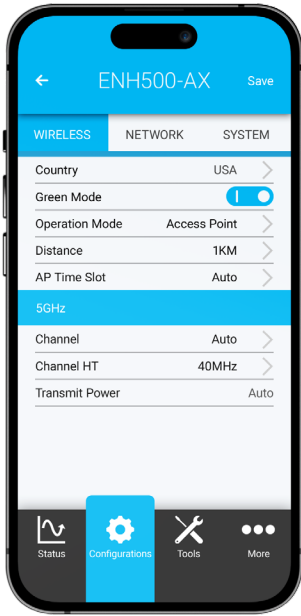 ENH500-AX Save
WIRELESS NETWORK SYSTEM
Country USA
Green Mode
Operation Mode Access Point
Distance 1KM
AP Time Slot Auto
5GHz
Channel Auto
Channel HT 40MHz
Transmit Power Auto
Status Configurations Tools More